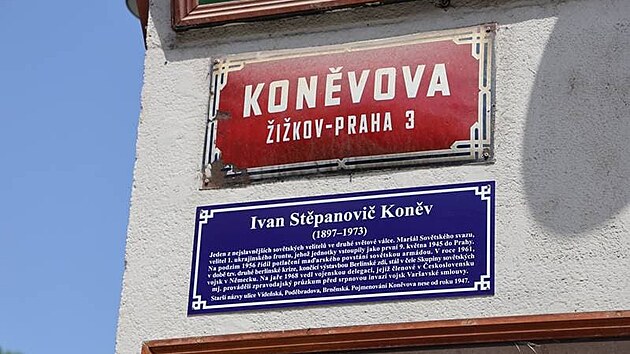 KONĚVOVA
ŽIŽKOV-PRAHA 3
Ivan Stěpanovič Koněv
(1897–1973)
Jeden z nejslavnějších sovětských velitelů ve druhé světové válce. Maršál Sovětského svazu,
velitel 1. ukrajinského frontu, jehož jednotky vstoupily jako první 9. května 1945 do Prahy.
Na podzim 1956 řídil potlačení maďarského povstání sovětskou armádou. V roce 1961,
v době tzv. druhé berlínské krize, končící výstavbou Berlínské zdi, stál v čele Skupiny sovětských
vojsk v Německu. Na jaře 1968 vedl vojenskou delegaci, jejíž členové v Československu
mj. prováděli zpravodajský průzkum před srpnovou invazí vojsk Varšavské smlouvy.
Starší názvy ulice Vídeňská, Poděbradova, Brněnská. Pojmenování Koněvova nese od roku 1947.